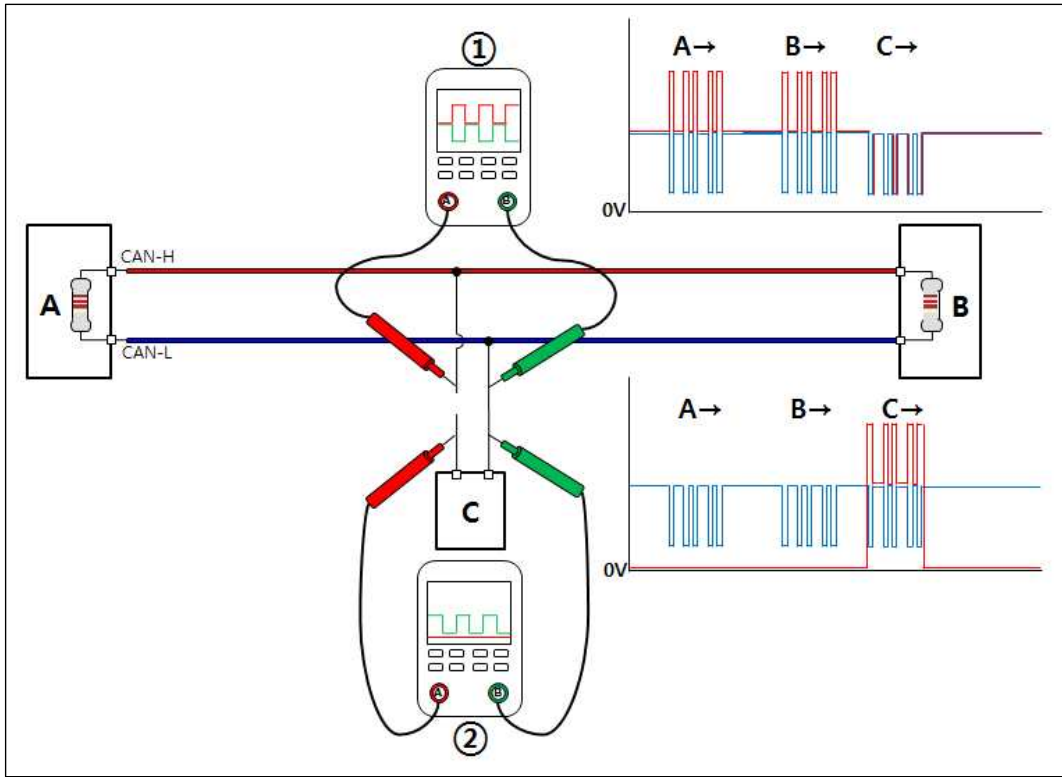 ①
A→ B→ C→
0V
A B
CAN-H
A
B
CAN-L
A→ B→ C→
C
0V
A B
②